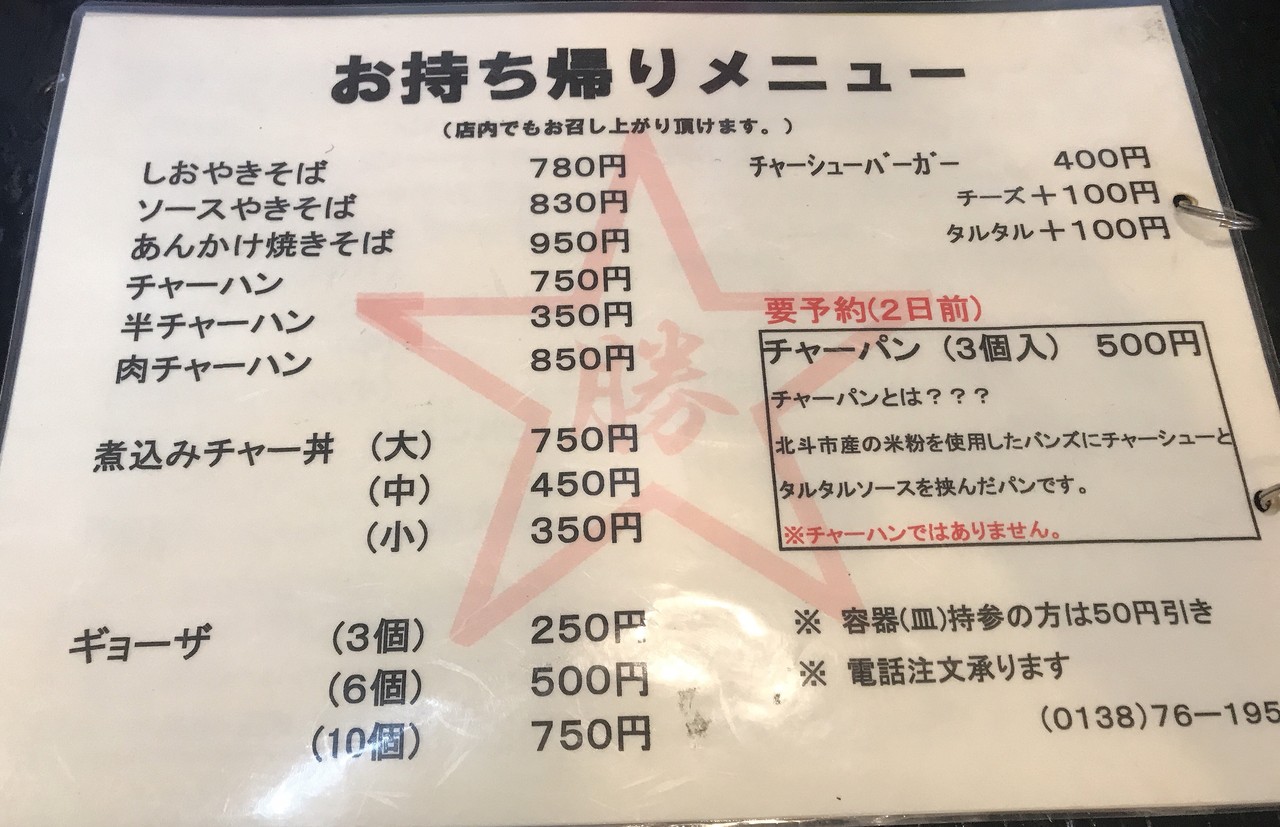 お持ち帰りメニュー
（店内でもお召し上がり頂けます。）
しおやきそば 780円
ソースやきそば 830円
あんかけ焼きそば 950円
チャーハン 750円
半チャーハン 350円
肉チャーハン 850円
煮込みチャー丼 （大） 750円
（中） 450円
（小） 350円
ギョーザ （3個） 250円
（6個） 500円
（10個） 750円
勝
チャーシューバーガー 400円
チーズ＋100円
タルタル＋100円
要予約(2日前)
チャーパン（3個入） 500円
チャーパンとは？？？
北斗市産の米粉を使用したバンズにチャーシューと
タルタルソースを挟んだパンです。
※チャーハンではありません。
※ 容器(皿)持参の方は50円引き
※ 電話注文承ります
(0138)76－195